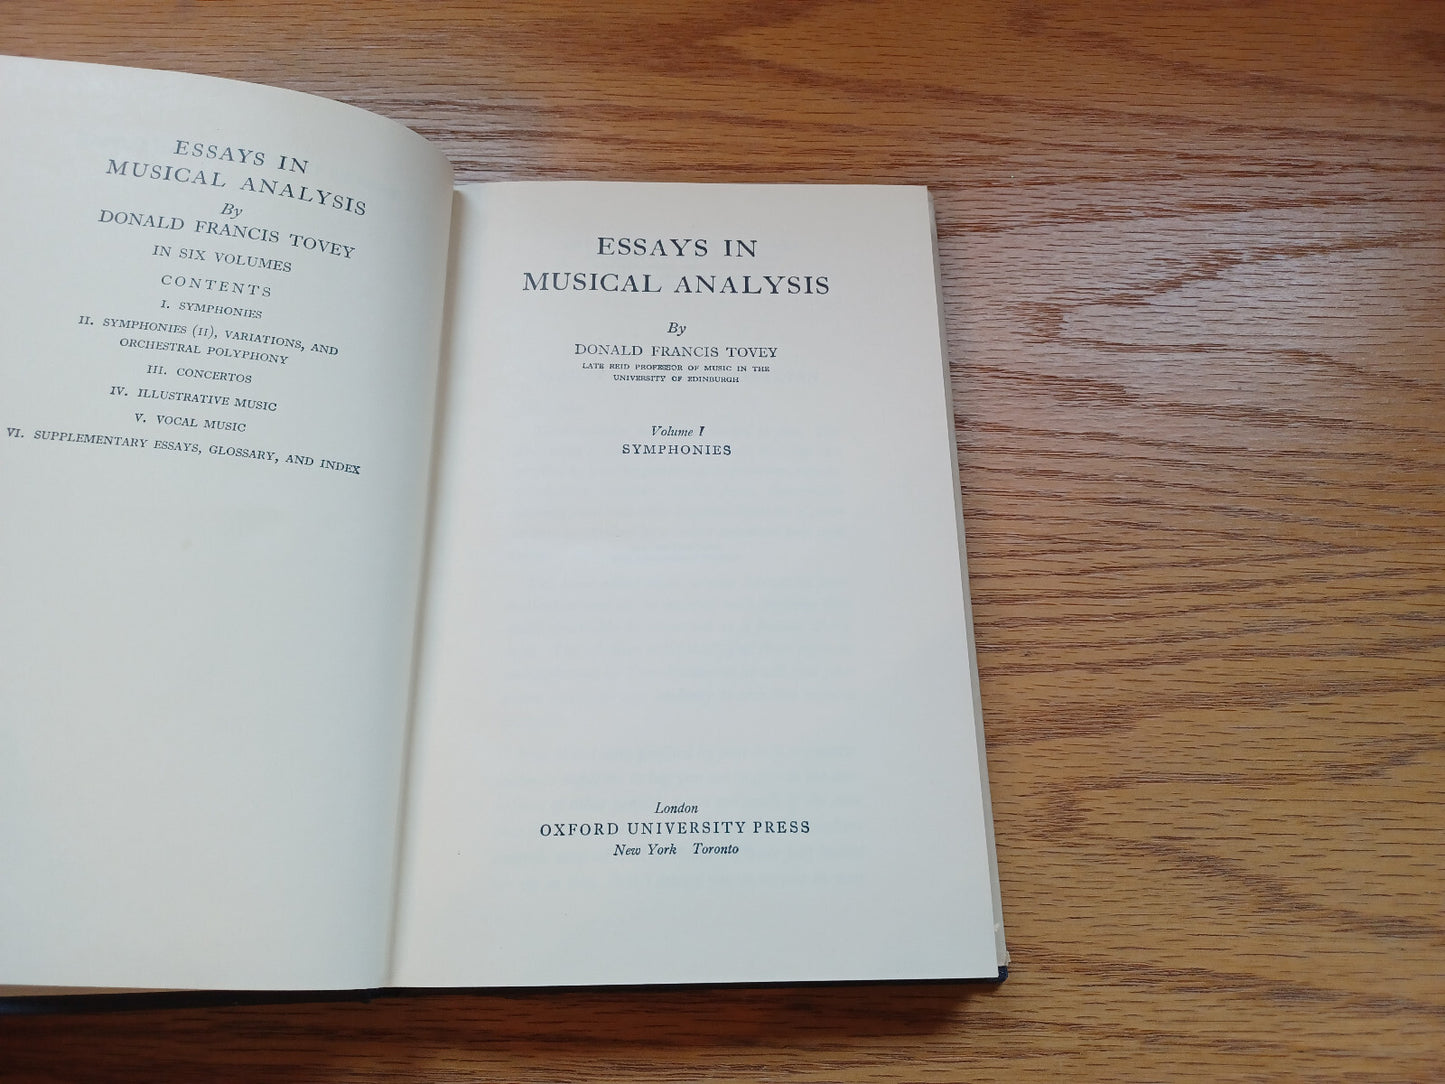 ESSAYS IN
MUSICAL ANALYSIS
By
DONALD FRANCIS TOVEY
IN SIX VOLUMES
CONTENTS
I. SYMPHONIES
II. SYMPHONIES (II), VARIATIONS, AND
ORCHESTRAL POLYPHONY
III. CONCERTOS
IV. ILLUSTRATIVE MUSIC
V. VOCAL MUSIC
VI. SUPPLEMENTARY ESSAYS, GLOSSARY, AND INDEX
ESSAYS IN
MUSICAL ANALYSIS
By
DONALD FRANCIS TOVEY
LATE REID PROFESSOR OF MUSIC IN THE
UNIVERSITY OF EDINBURGH
Volume I
SYMPHONIES
London
OXFORD UNIVERSITY PRESS
New York Toronto